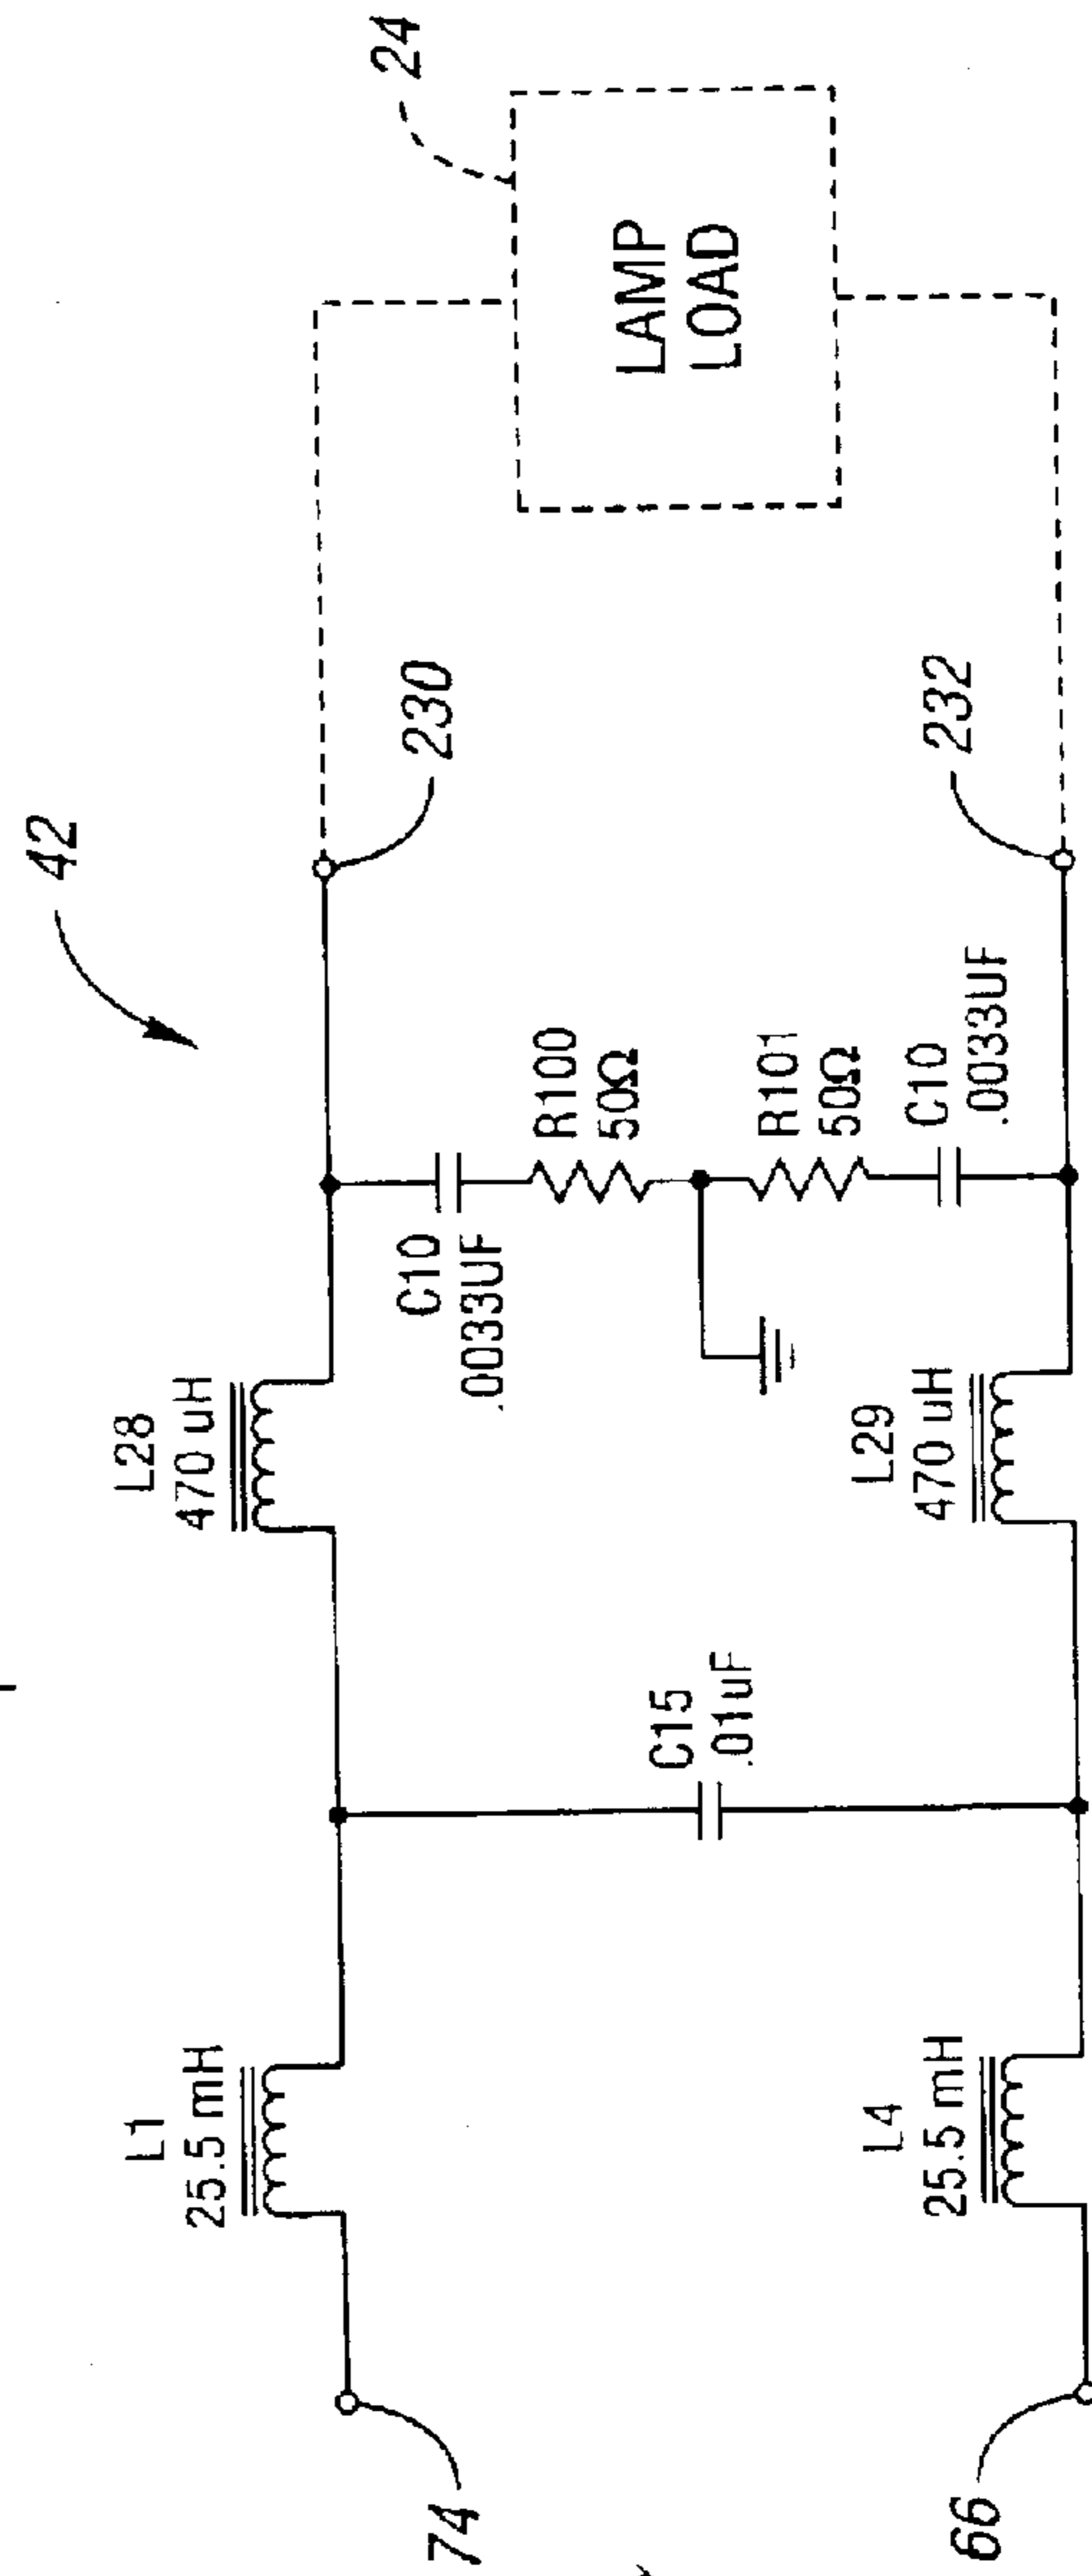 42
24
L1
25.5 mH
L28
470 uH
230
LAMP
LOAD
C10
.0033UF
R100
50Ω
C15
.01uF
R101
50Ω
C10
.0033UF
232
L29
470 uH
L4
25.5 mH
74
66